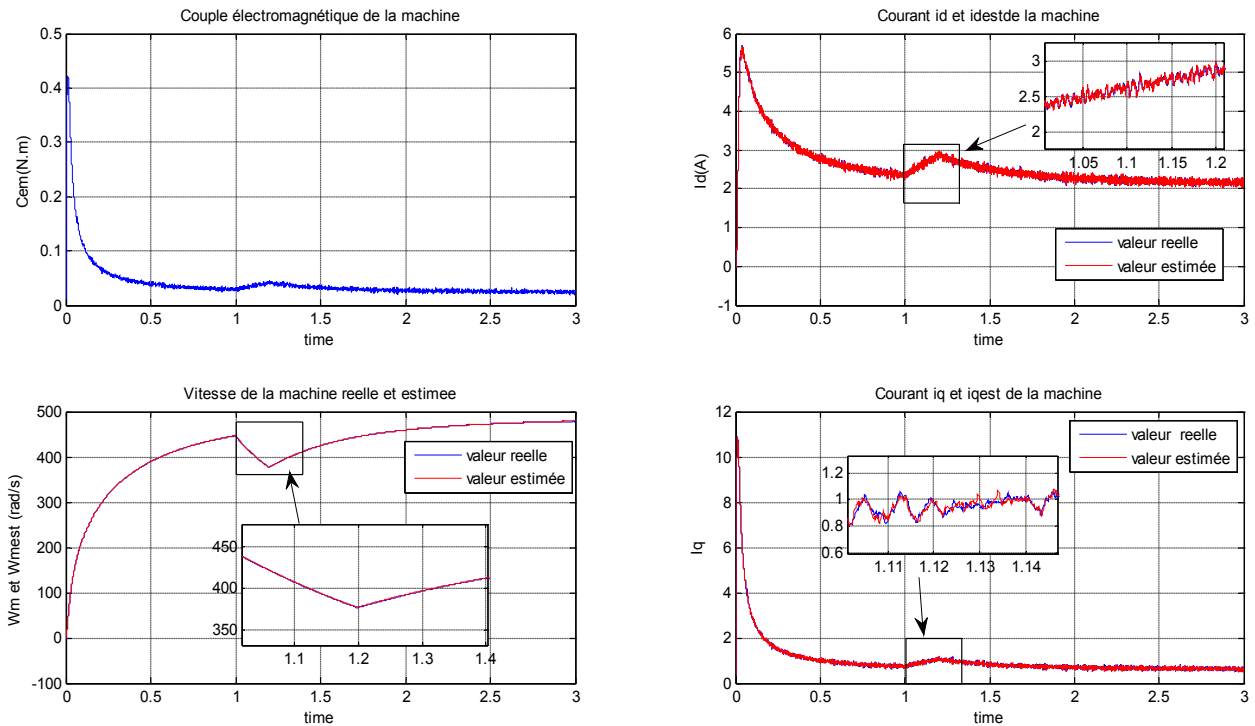 Couple électromagnétique de la machine
0.5
0.4
0.3
0.2
0.1
0
Cem(N.m)
0 0.5 1 1.5 2 2.5 3
time
Courant id et idestde la machine
6
5
4
3
2
1
0
-1
Id(A)
3
2.5
2
1.05 1.1 1.15 1.2
valeur reelle
valeur estimée
0 0.5 1 1.5 2 2.5 3
time
Vitesse de la machine reelle et estimee
500
400
300
200
100
0
-100
Wm et Wmest (rad/s)
valeur reelle
valeur estimée
450
400
350
1.1 1.2 1.3 1.4
0 0.5 1 1.5 2 2.5 3
time
Courant iq et iqest de la machine
12
10
8
6
4
2
0
Iq
valeur reelle
valeur estimée
1.2
1
0.8
0.6
1.11 1.12 1.13 1.14
0 0.5 1 1.5 2 2.5 3
time